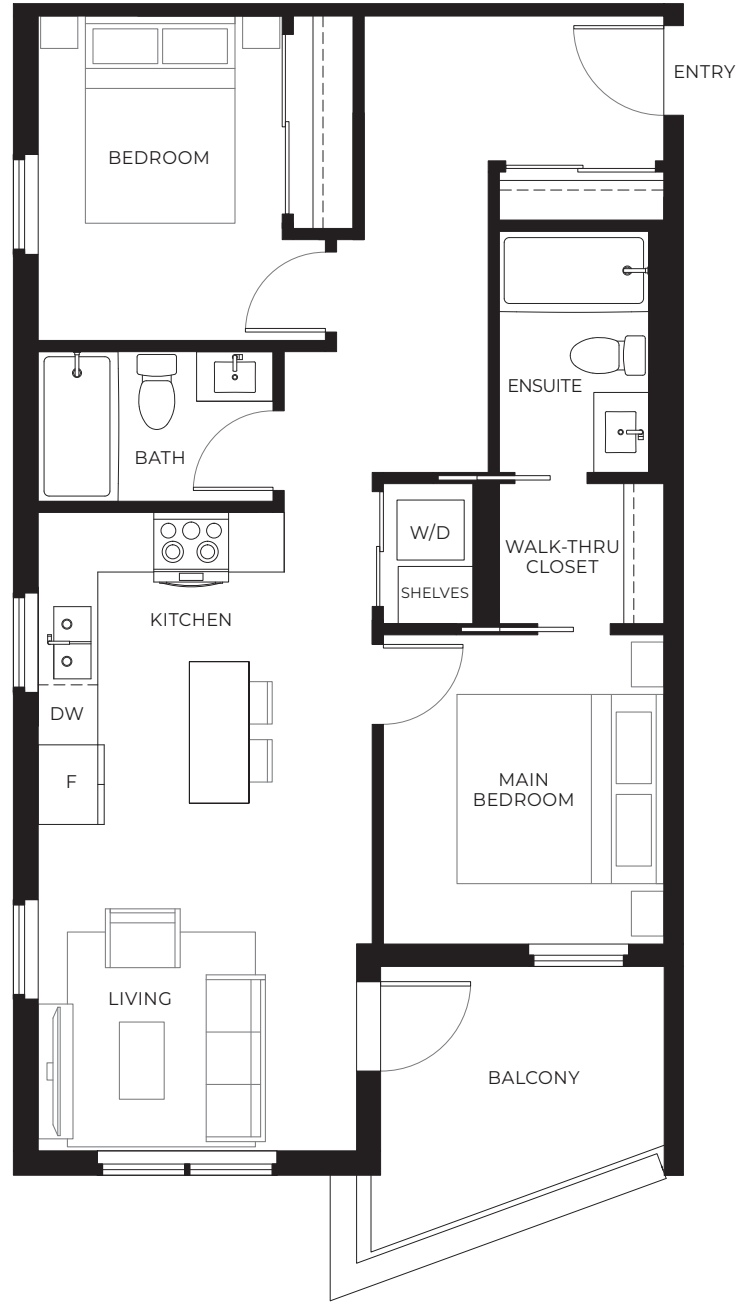 ENTRY
BEDROOM
ENSUITE
BATH
W/D
WALK-THRU
CLOSET
SHELVES
KITCHEN
DW
F
MAIN
BEDROOM
LIVING
BALCONY